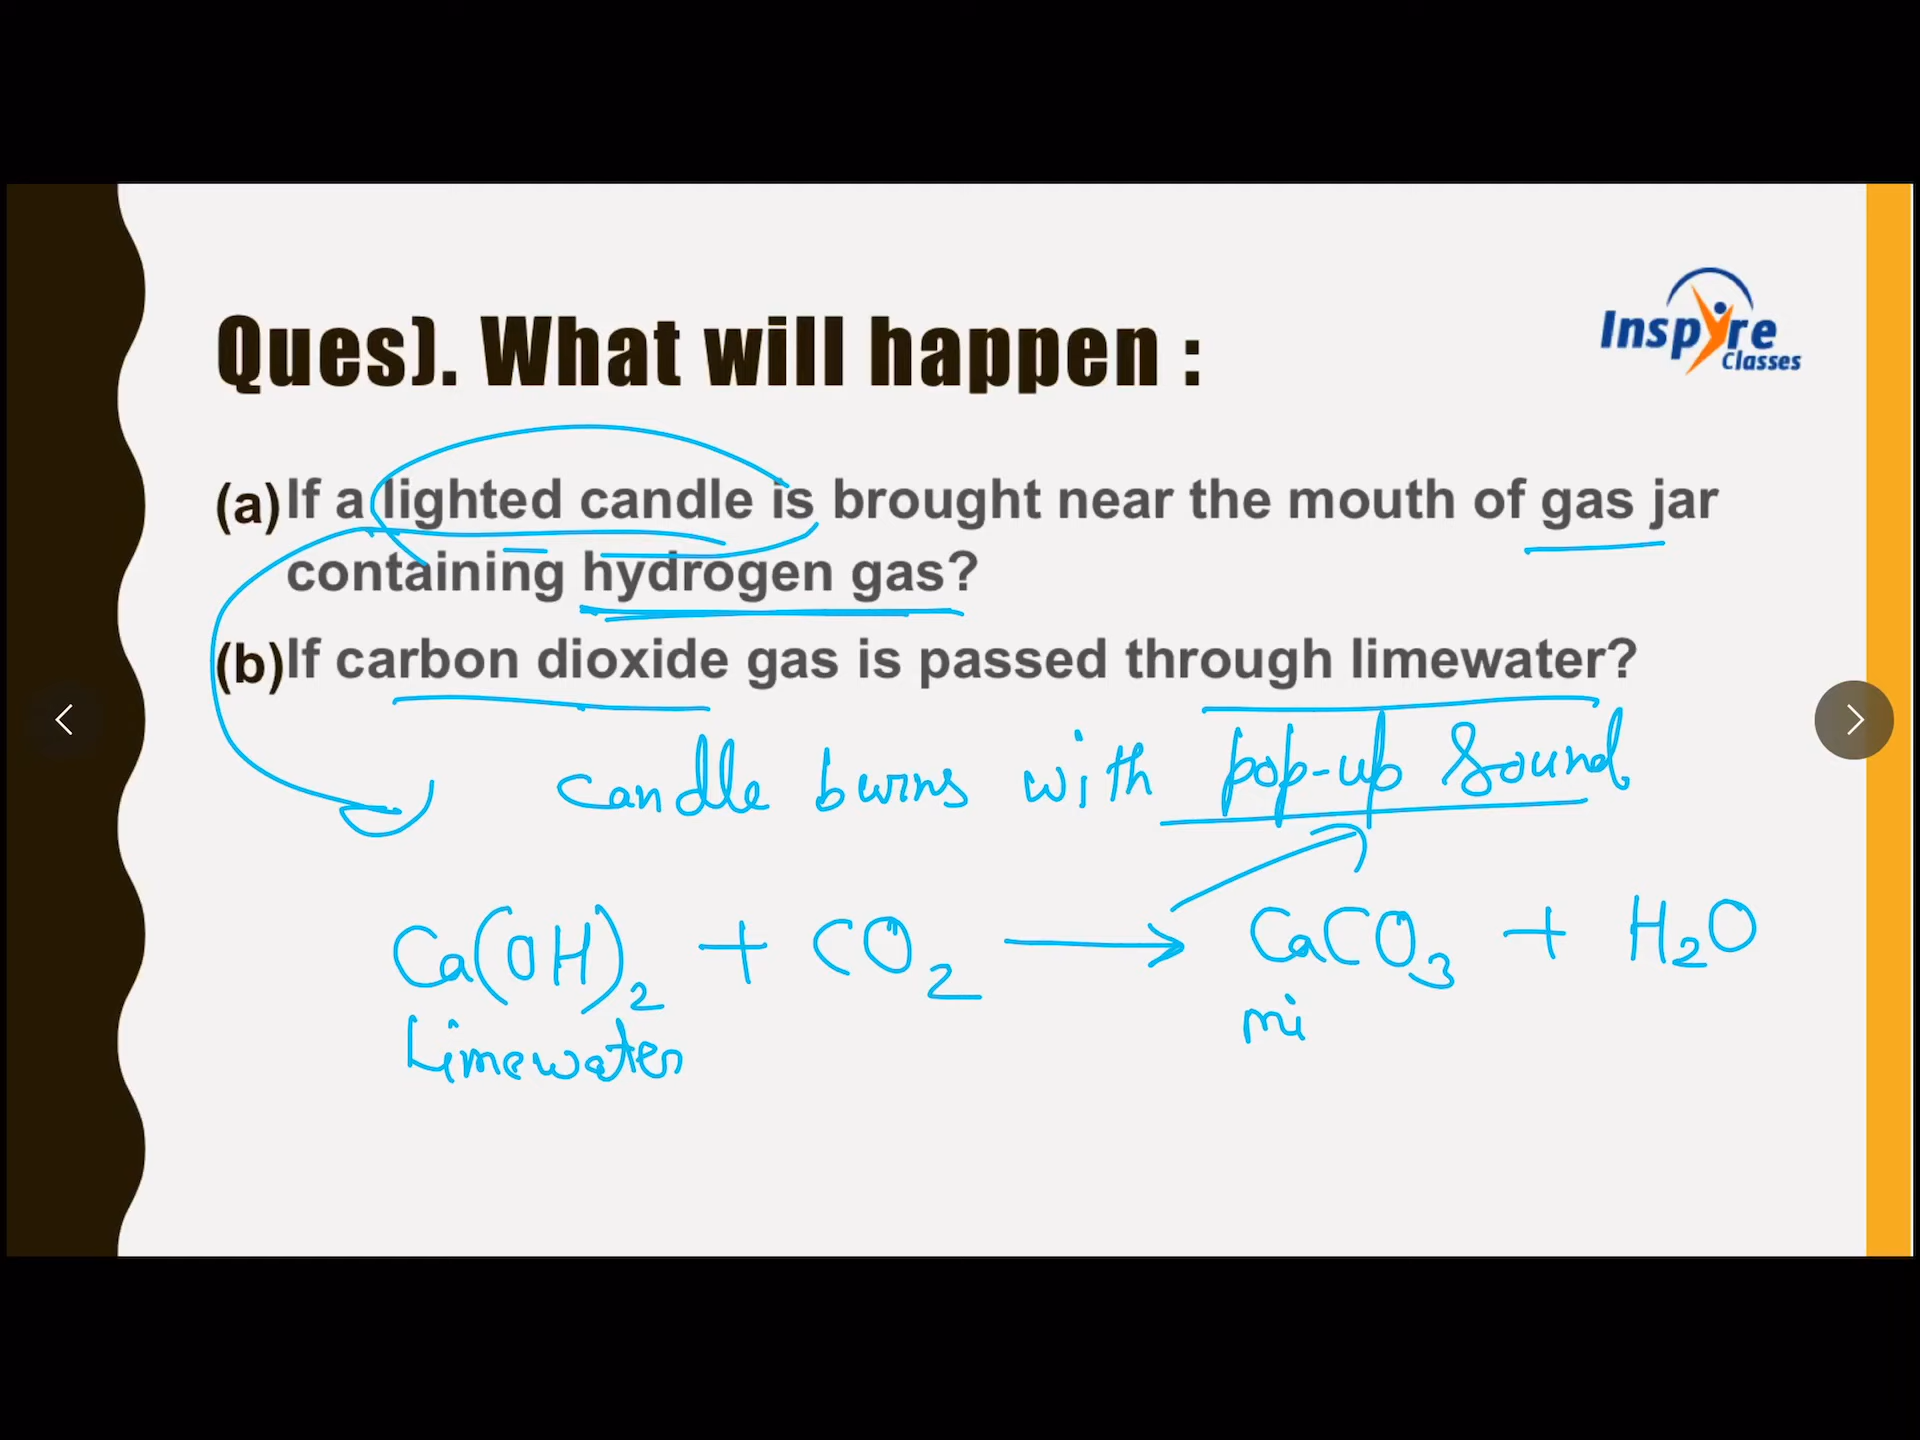 Inspyre
Classes
Ques). What will happen :
(a) If a lighted candle is brought near the mouth of gas jar
containing hydrogen gas?
(b) If carbon dioxide gas is passed through limewater?
candle burns with pop-up sound
Ca(OH)₂ + CO₂ → CaCO₃ + H₂O
Limewater mi